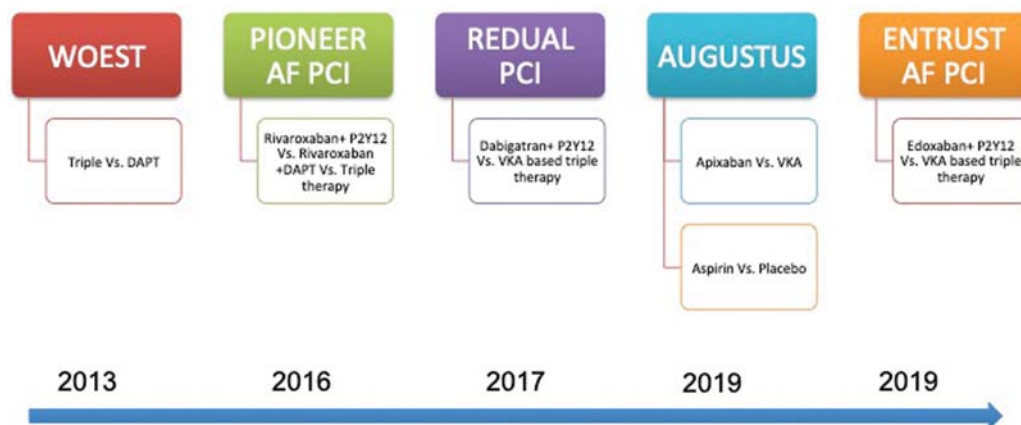 WOEST
Triple Vs. DAPT
PIONEER
AF PCI
Rivaroxaban+ P2Y12
Vs. Rivaroxaban
+DAPT Vs. Triple
therapy
REDUAL
PCI
Dabigatran+ P2Y12
Vs. VKA based triple
therapy
AUGUSTUS
Apixaban Vs. VKA
Aspirin Vs. Placebo
ENTRUST
AF PCI
Edoxaban+ P2Y12
Vs. VKA based triple
therapy
2013
2016
2017
2019
2019